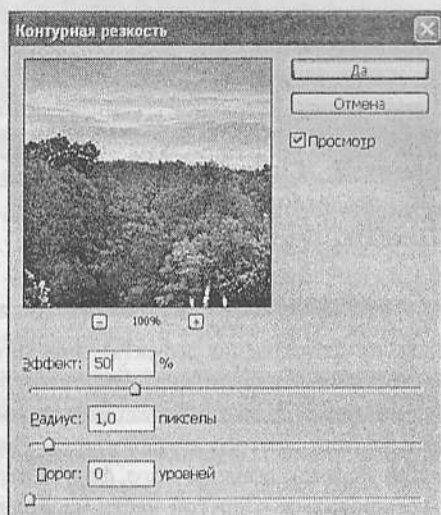 Контурная резкость
Да
Отмена
Просмотр
100%
Эффект: 50 %
Радиус: 1,0 пикселы
Порог: 0 уровней